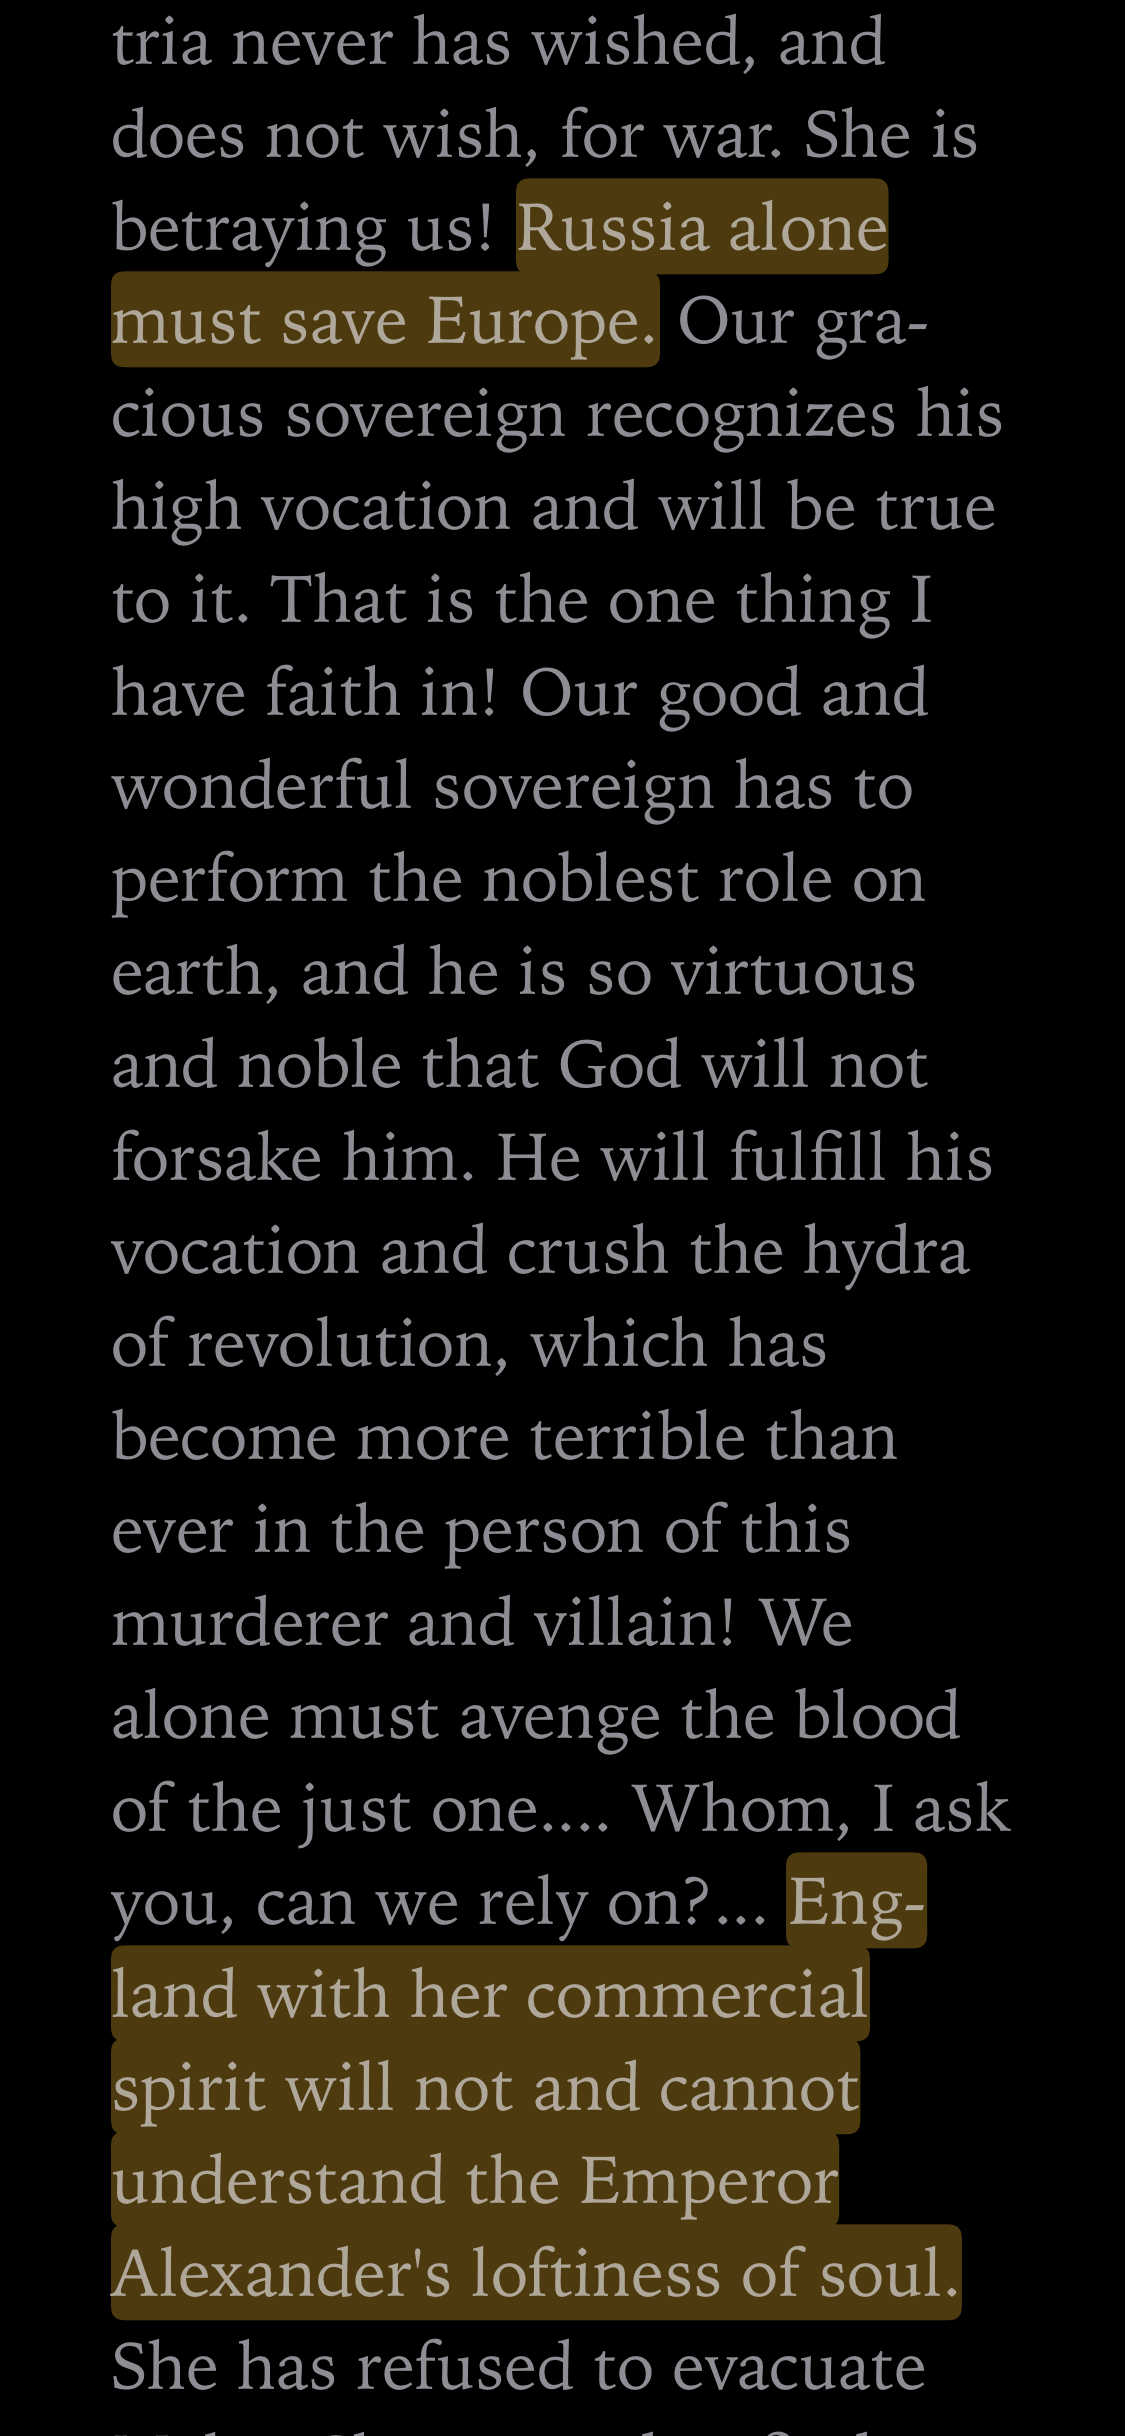 tria never has wished, and
does not wish, for war. She is
betraying us! Russia alone
must save Europe. Our gra-
cious sovereign recognizes his
high vocation and will be true
to it. That is the one thing I
have faith in! Our good and
wonderful sovereign has to
perform the noblest role on
earth, and he is so virtuous
and noble that God will not
forsake him. He will fulfill his
vocation and crush the hydra
of revolution, which has
become more terrible than
ever in the person of this
murderer and villain! We
alone must avenge the blood
of the just one.... Whom, I ask
you, can we rely on?... Eng-
land with her commercial
spirit will not and cannot
understand the Emperor
Alexander's loftiness of soul.
She has refused to evacuate